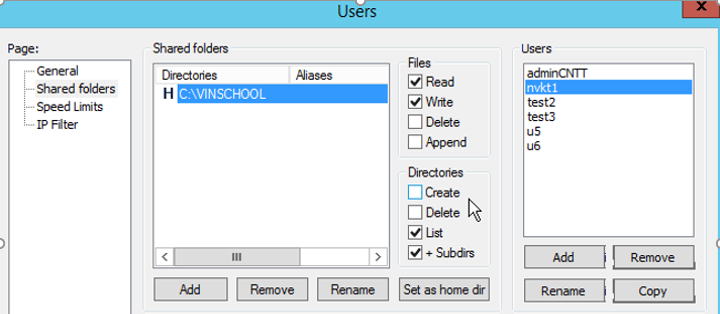 Users
X
Page:
General
Shared folders
Speed Limits
IP Filter
Shared folders
Directories Aliases
H C:\VINSCHOOL
Add Remove Rename Set as home dir
Files
Read
Write
Delete
Append
Directories
Create
Delete
List
+ Subdirs
Users
adminCNTT
nvkt1
test2
test3
u5
u6
Add Remove
Rename Copy